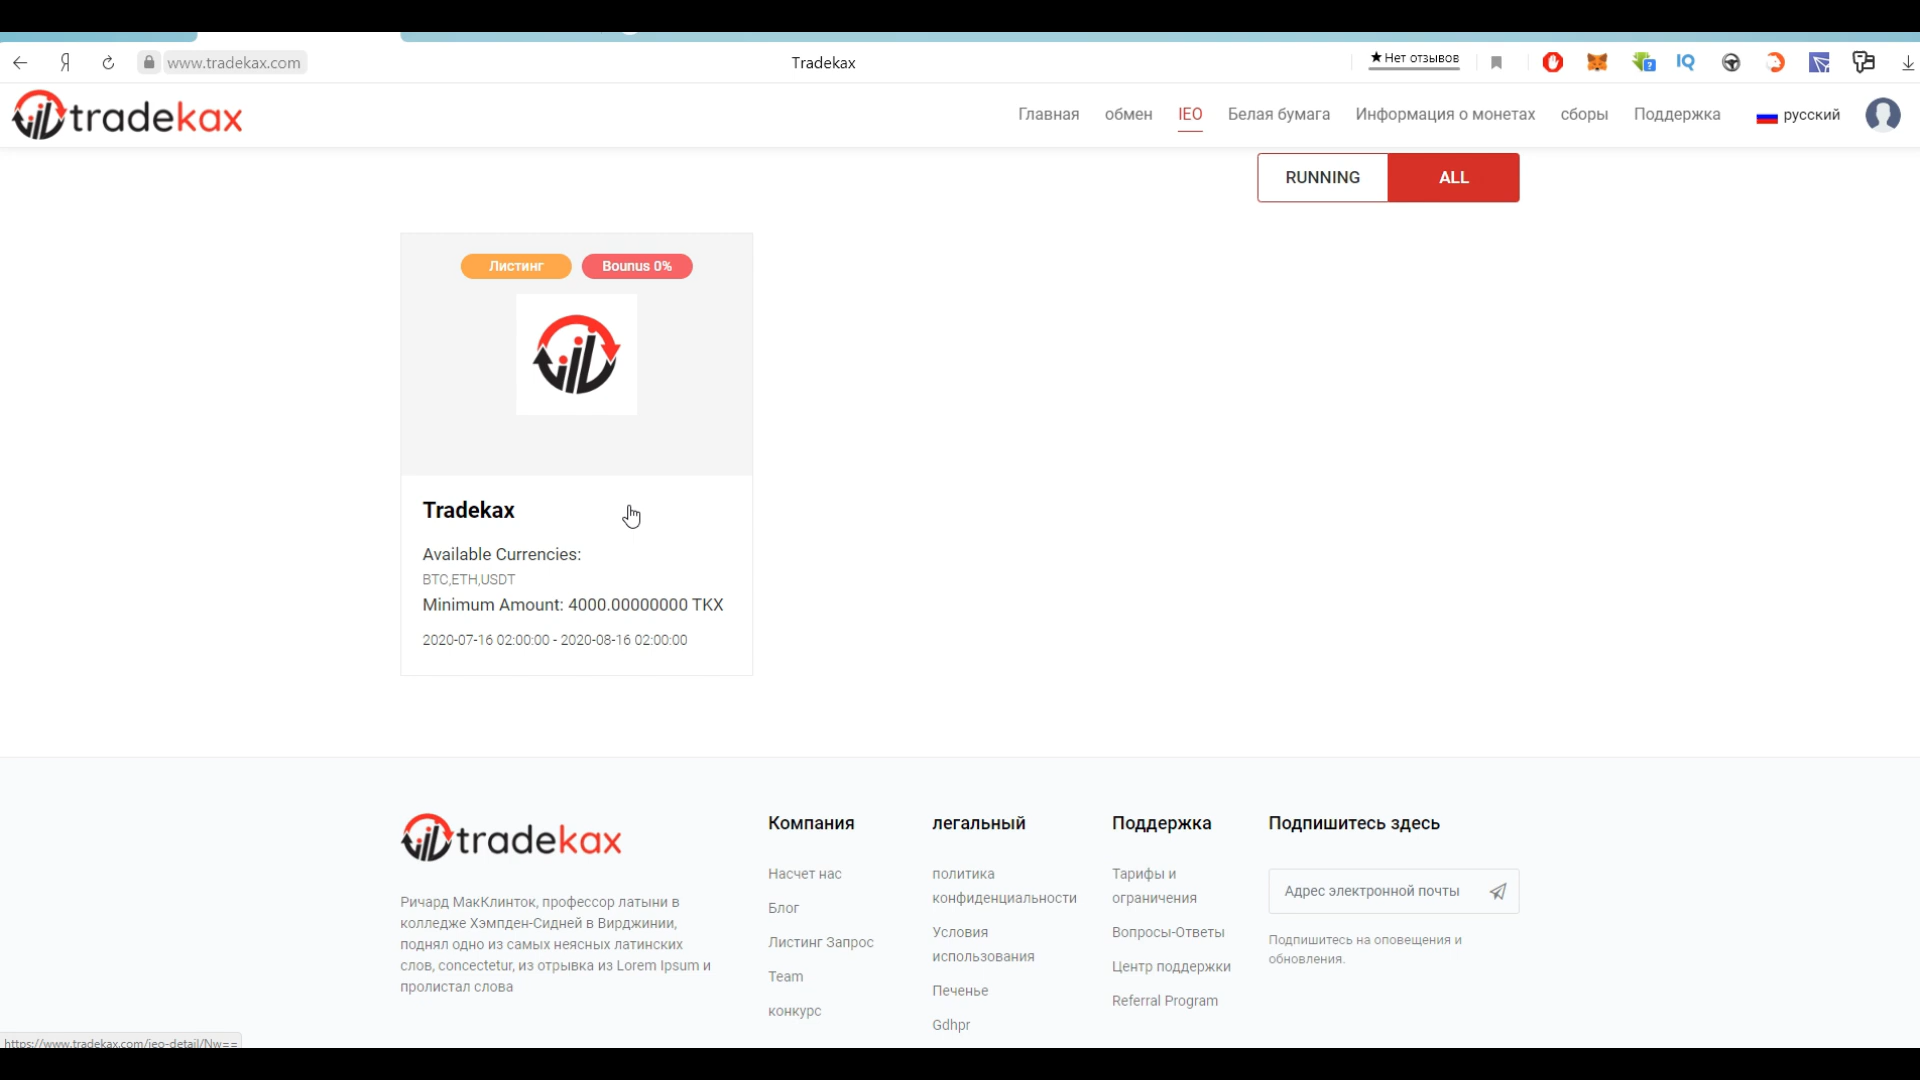 www.tradekax.com
Tradekax
★Нет отзывов
tradekax
Главная
обмен
IEO
Белая бумага
Информация о монетах
сборы
Поддержка
русский
RUNNING
ALL
Листинг
Bounus 0%
Tradekax
Available Currencies:
BTC,ETH,USDT
Minimum Amount: 4000.00000000 TKX
2020-07-16 02:00:00 - 2020-08-16 02:00:00
tradekax
Ричард МакКлинток, профессор латыни в
колледже Хэмпден-Сидней в Вирджинии,
поднял одно из самых неясных латинских
слов, concectetur, из отрывка из Lorem Ipsum и
пролистал слова
Компания
Насчет нас
Блог
Листинг Запрос
Team
конкурс
легальный
политика
конфиденциальности
Условия
использования
Печенье
Gdhpr
Поддержка
Тарифы и
ограничения
Вопросы-Ответы
Центр поддержки
Referral Program
Подпишитесь здесь
Адрес электронной почты
Подпишитесь на оповещения и
обновления.
https://www.tradekax.com/ieo-detail/Nw==